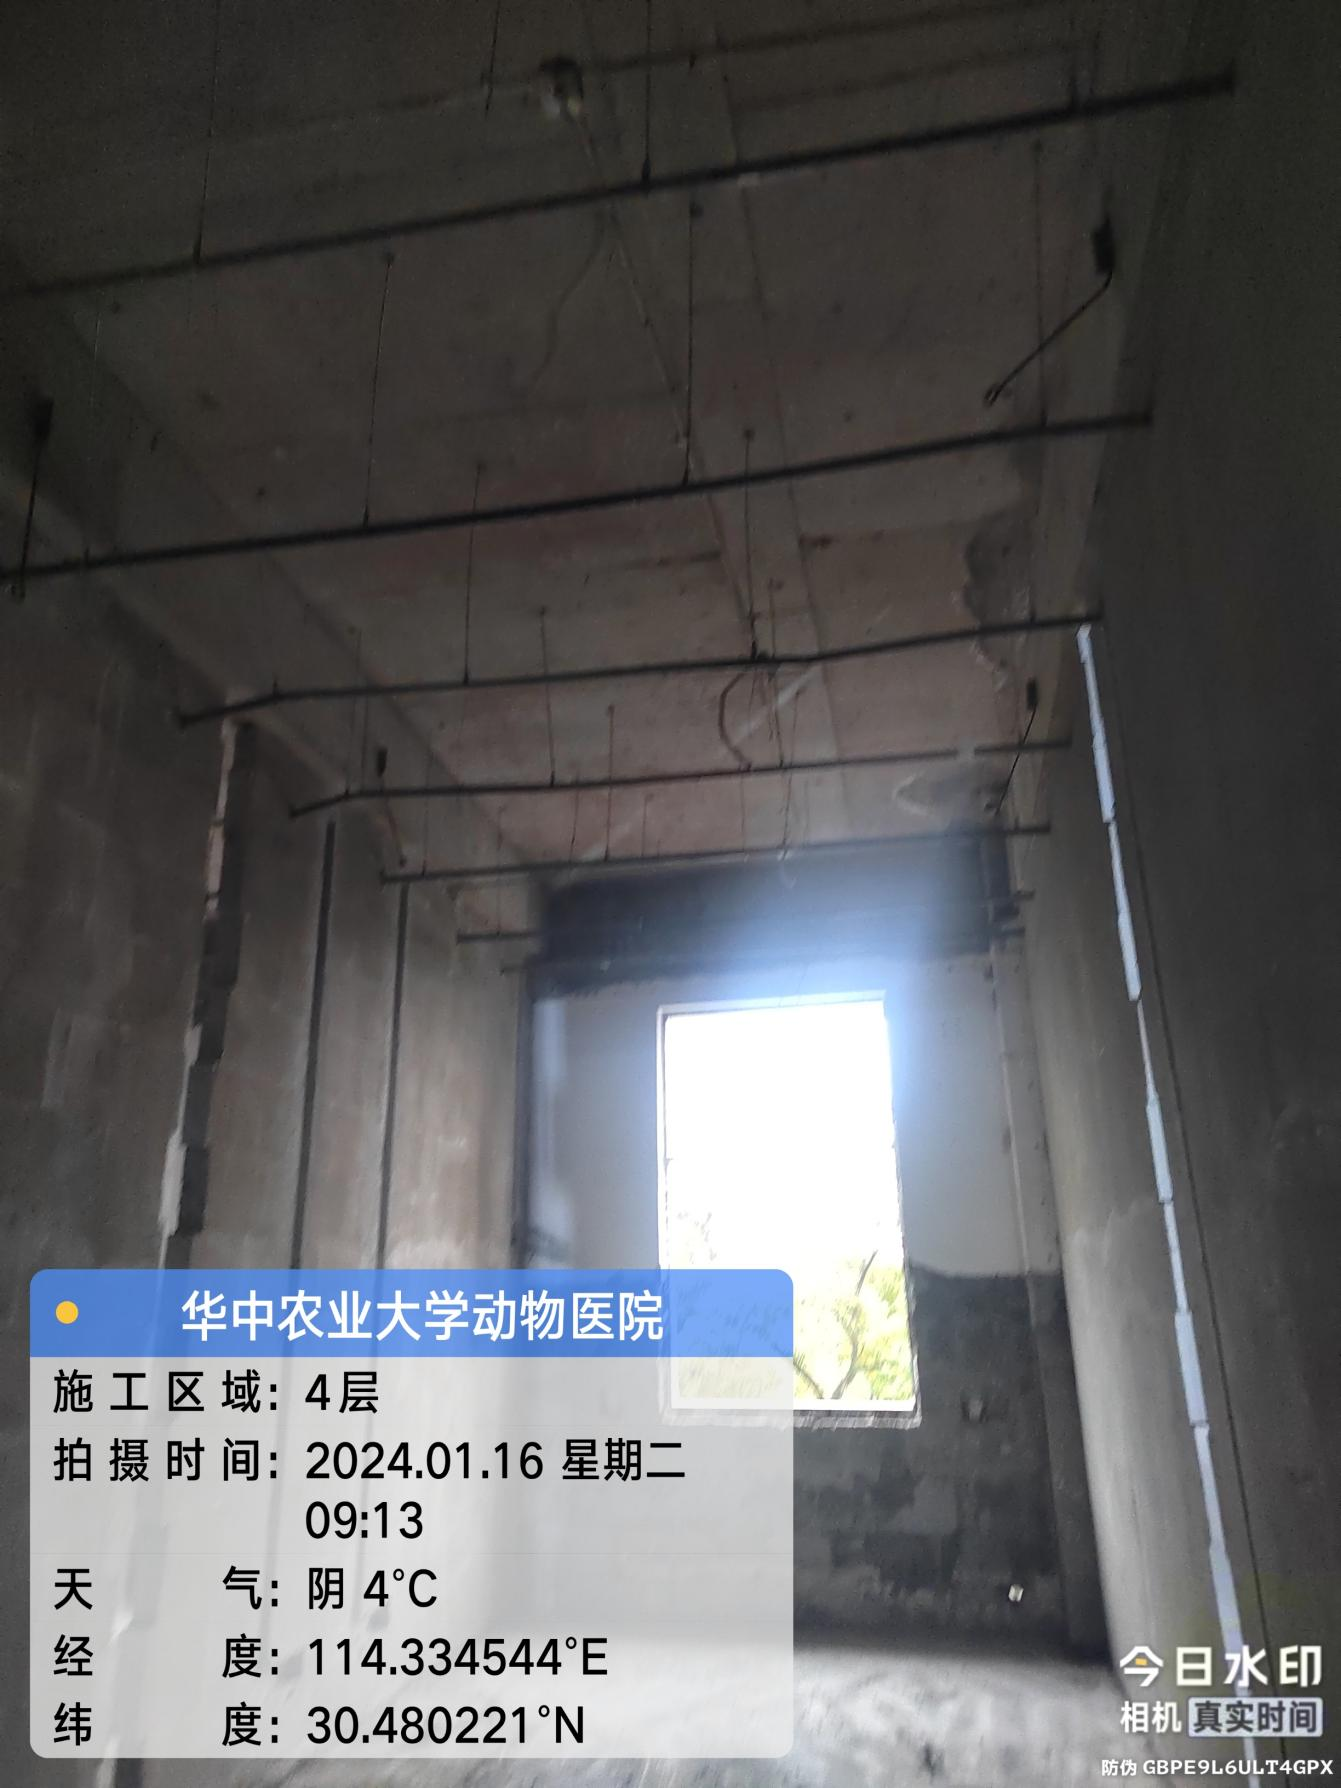 华中农业大学动物医院
施工区域：4层
拍摄时间：2024.01.16 星期二
09:13
天气：阴 4°C
经度：114.334544°E
纬度：30.480221°N
今日水印
相机 真实时间
防伪 GBPE9L6ULT4GPX